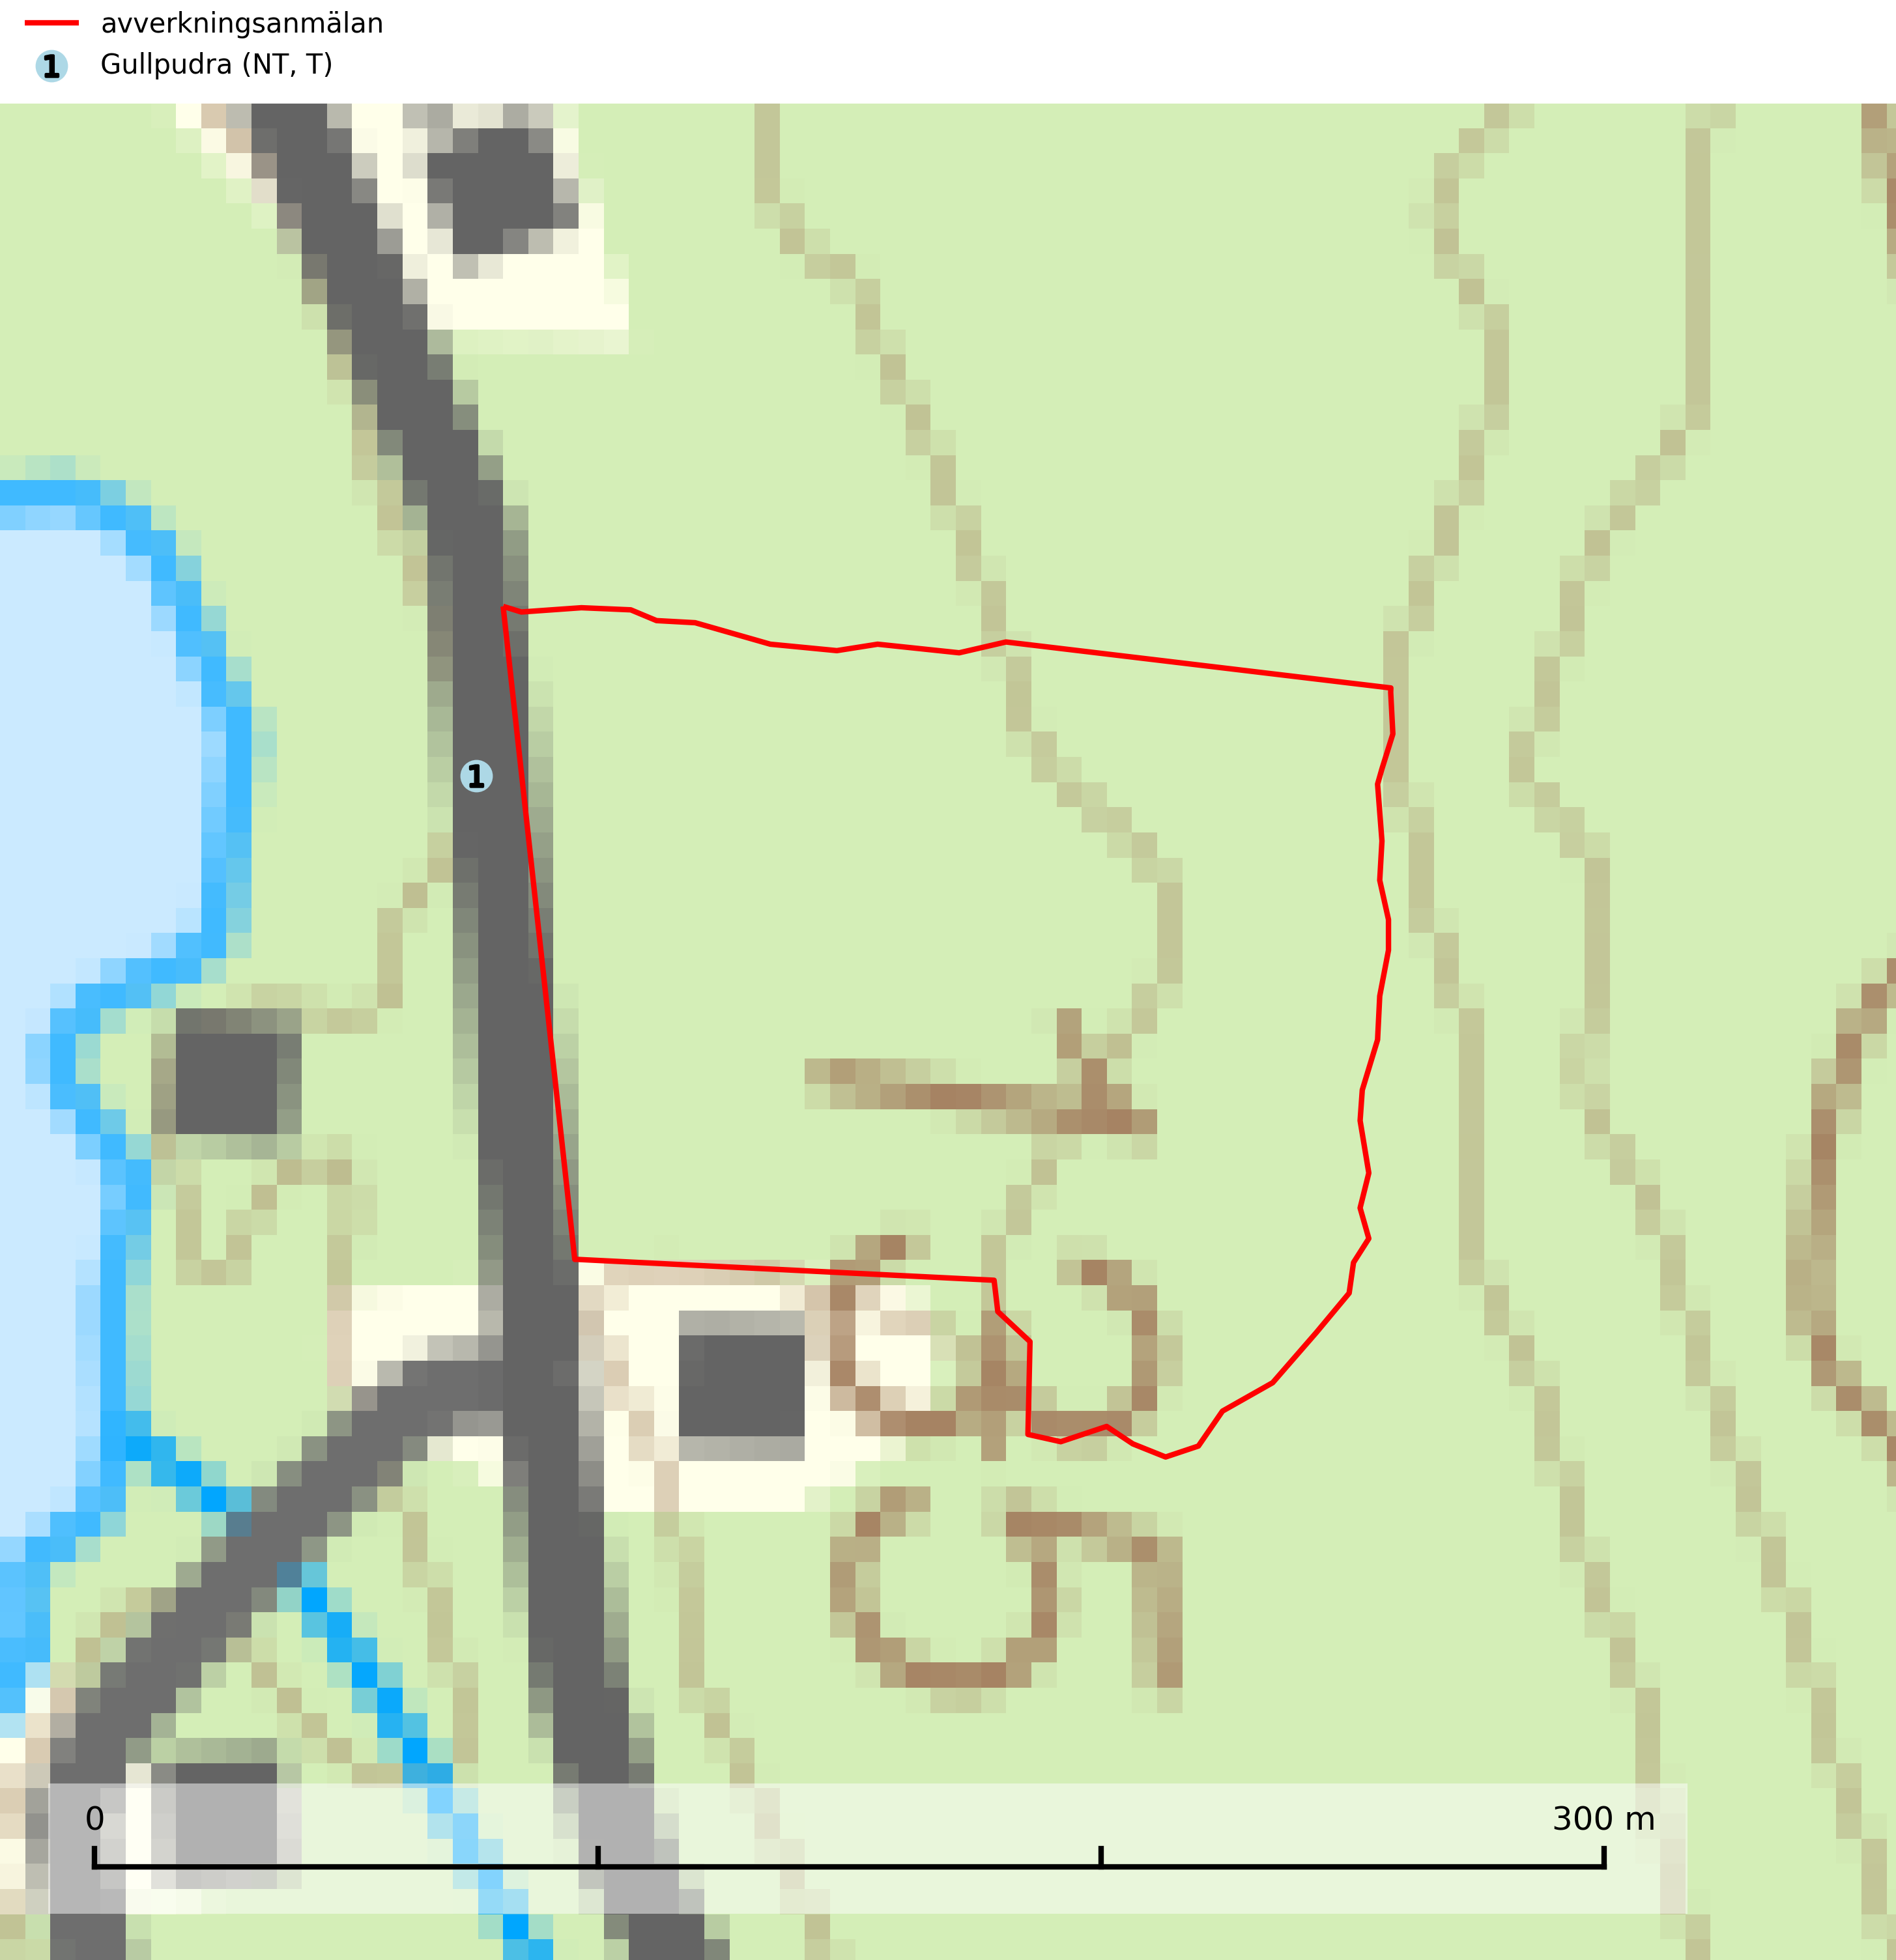 avverkningsanmälan
1 Gullpudra (NT, T)
1
0 300 m